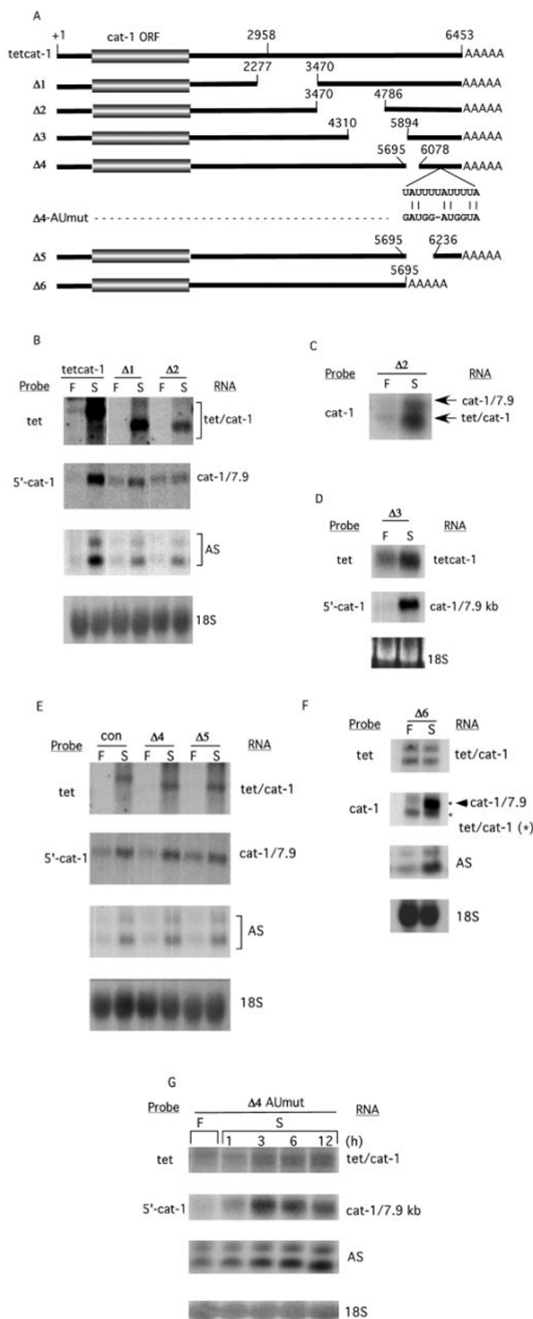 A
+1 cat-1 ORF 2958 6453
tetcat-1 AAAAA
2277 3470
Δ1 AAAAA
3470 4786
Δ2 AAAAA
4310 5894
Δ3 AAAAA
5695 6078
Δ4 AAAAA
UAUUUUAUUUUA
Δ4-AUmut GAUGG-AUGGUA
5695 6236
Δ5 AAAAA
5695
Δ6 AAAAA
B
tetcat-1 Δ1 Δ2
Probe F S F S F S RNA
tet tet/cat-1
5'-cat-1 cat-1/7.9
AS
18S
C
Δ2
Probe F S RNA
cat-1/7.9
cat-1 tet/cat-1
D
Δ3
Probe F S RNA
tet tetcat-1
5'-cat-1 cat-1/7.9 kb
18S
E
con Δ4 Δ5
Probe F S F S F S RNA
tet tet/cat-1
5'-cat-1 cat-1/7.9
AS
18S
F
Δ6
Probe F S RNA
tet tet/cat-1
cat-1 * cat-1/7.9
* tet/cat-1 (*)
AS
18S
G
Δ4 AUmut
Probe RNA
F S
1 3 6 12 (h)
tet tet/cat-1
5'-cat-1 cat-1/7.9 kb
AS
18S